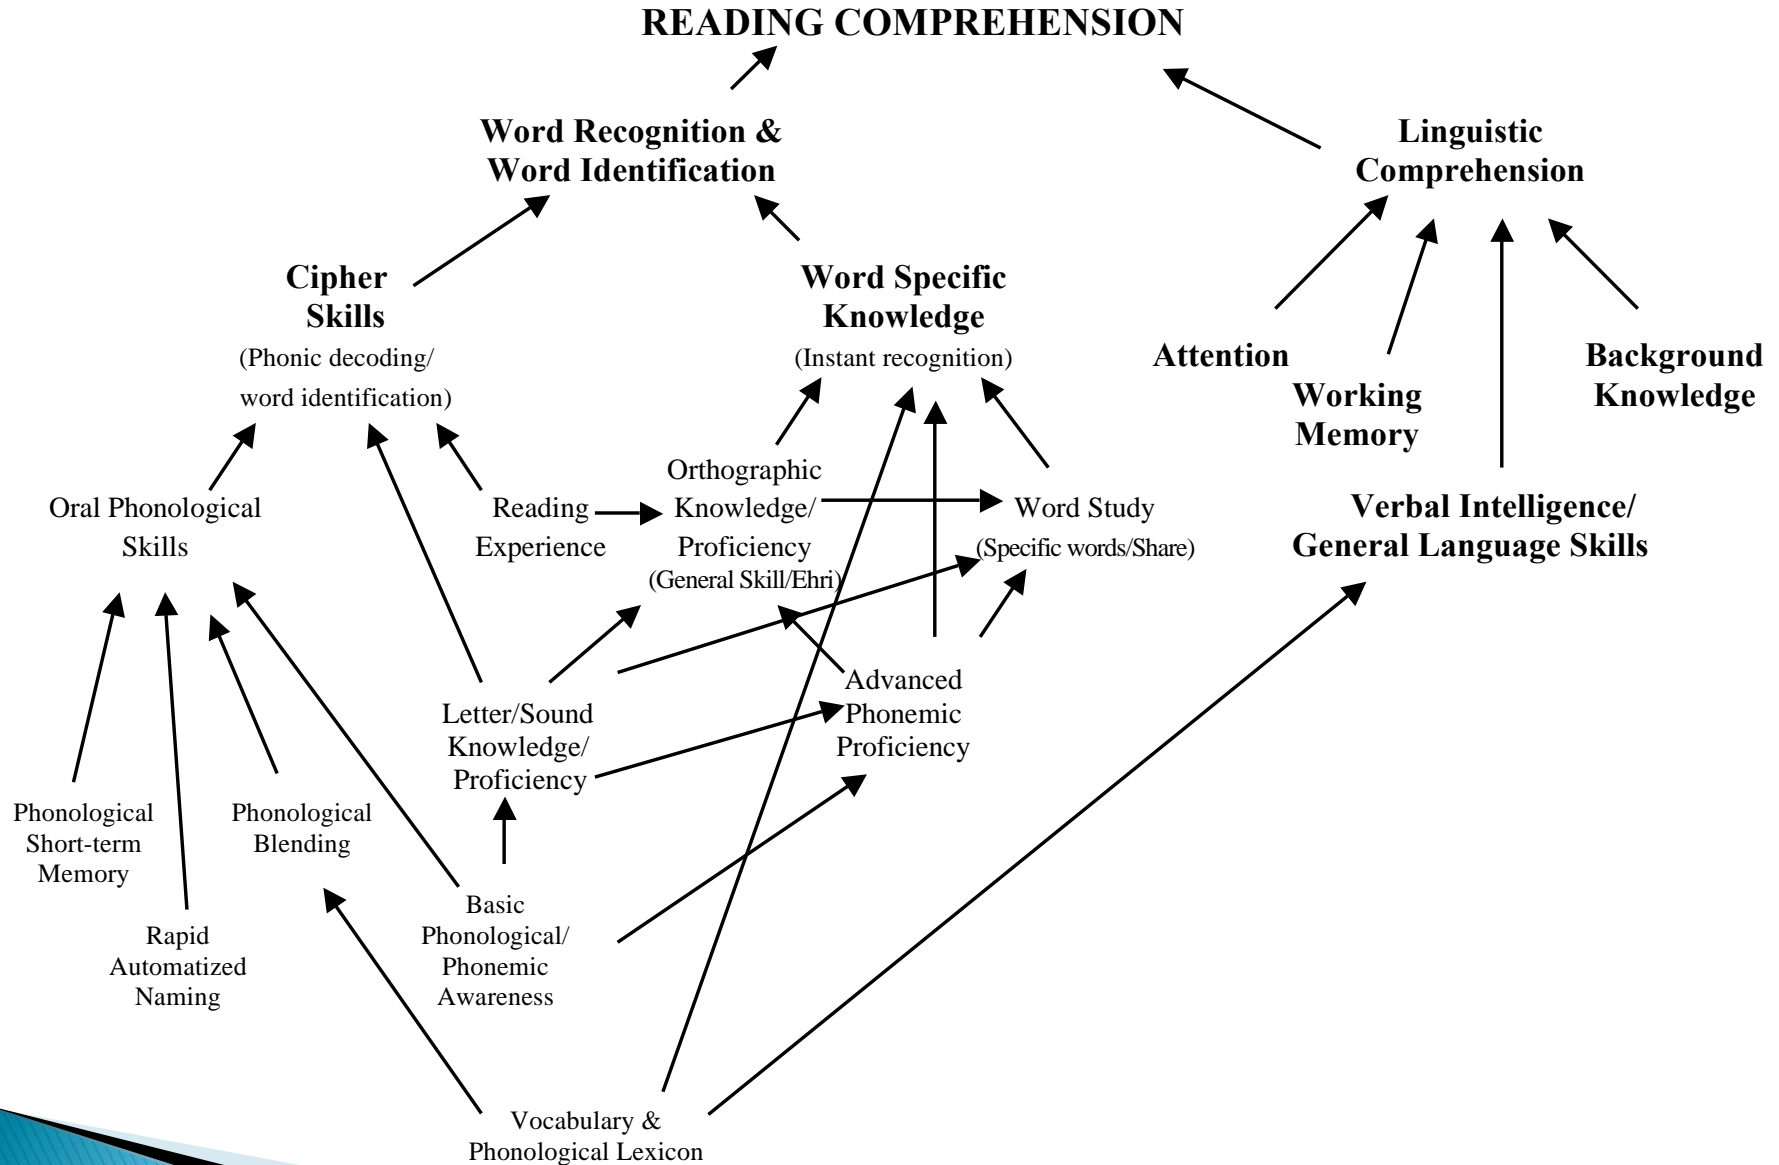 READING COMPREHENSION
Word Recognition &
Word Identification
Linguistic
Comprehension
Cipher
Skills
(Phonic decoding/
word identification)
Word Specific
Knowledge
(Instant recognition)
Attention
Working
Memory
Background
Knowledge
Verbal Intelligence/
General Language Skills
Oral Phonological
Skills
Reading
Experience
Orthographic
Knowledge/
Proficiency
(General Skill/Ehri)
Word Study
(Specific words/Share)
Letter/Sound
Knowledge/
Proficiency
Advanced
Phonemic
Proficiency
Phonological
Short-term
Memory
Rapid
Automatized
Naming
Phonological
Blending
Basic
Phonological/
Phonemic
Awareness
Vocabulary &
Phonological Lexicon